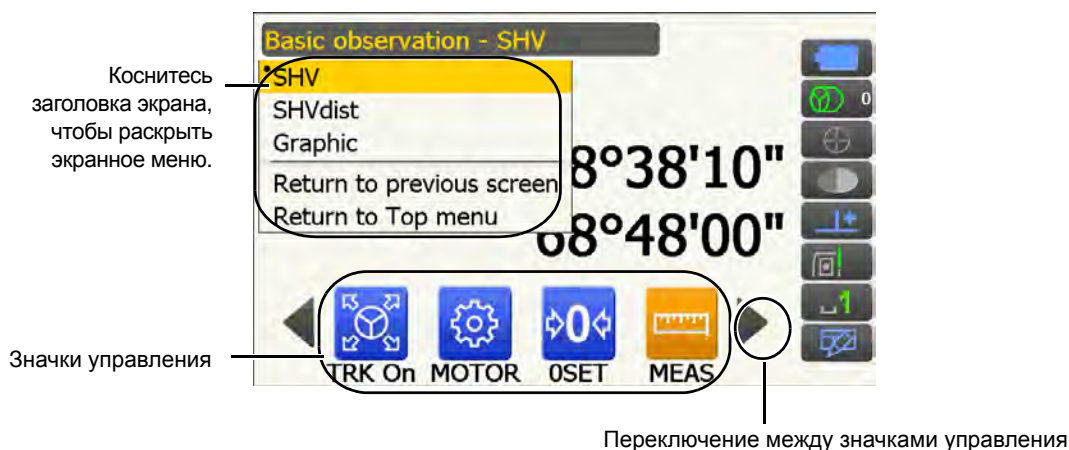 Basic observation - SHV
Коснитесь
заголовка экрана,
чтобы раскрыть
экранное меню.
SHV
SHVdist
Graphic
Return to previous screen
Return to Top menu
8°38'10"
68°48'00"
0
1
Значки управления
0
TRK On
MOTOR
0SET
MEAS
Переключение между значками управления